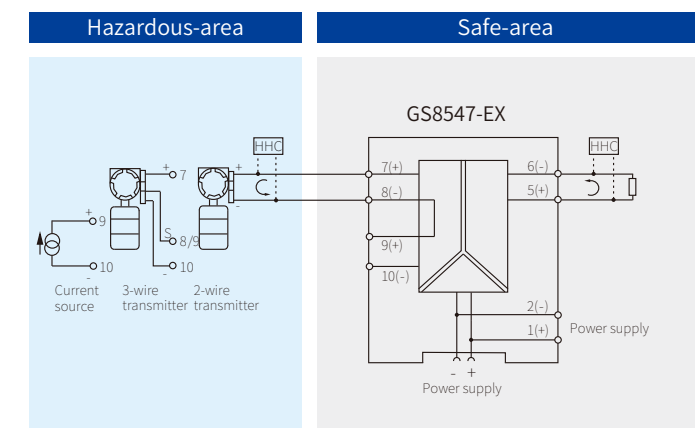 Hazardous-area
Safe-area
GS8547-EX
HHC
HHC
+
7
+
-
7(+)
8(-)
9(+)
10(-)
6(-)
5(+)
+
9
S
8/9
10
-
10
-
Current
source
3-wire
transmitter
2-wire
transmitter
2(-)
1(+)
Power supply
- +
Power supply